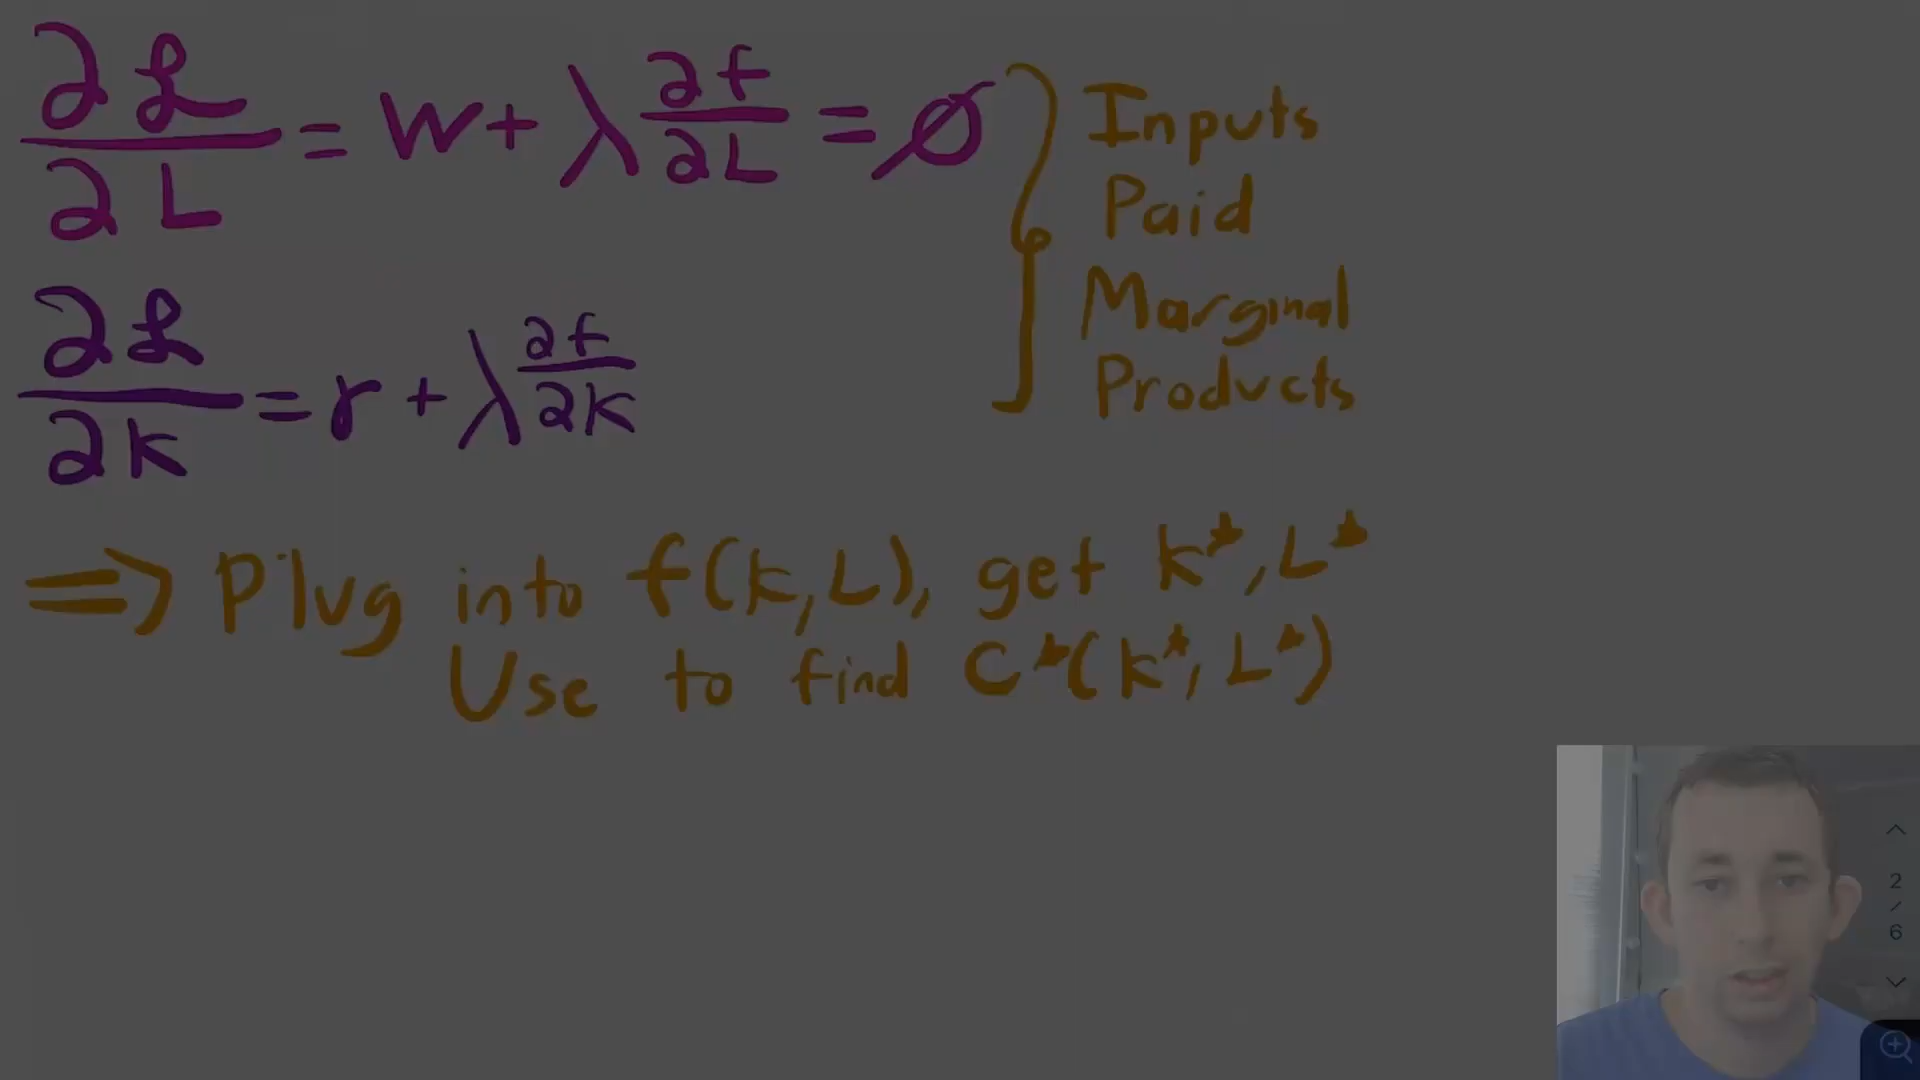 ∂ℒ/∂L = w + λ ∂f/∂L = ∅
Inputs
Paid
Marginal
Products
∂ℒ/∂K = r + λ ∂f/∂K
⇒ Plug into f(K,L), get K*, L*
Use to find C*(K*, L*)
2
/
6